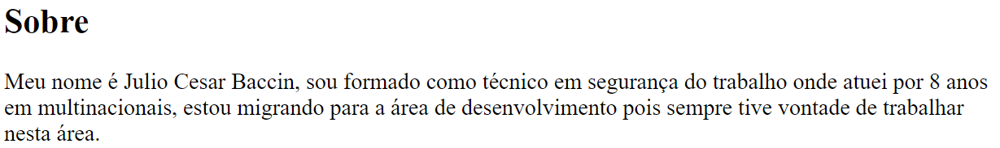 Sobre
Meu nome é Julio Cesar Baccin, sou formado como técnico em segurança do trabalho onde atuei por 8 anos
em multinacionais, estou migrando para a área de desenvolvimento pois sempre tive vontade de trabalhar
nesta área.